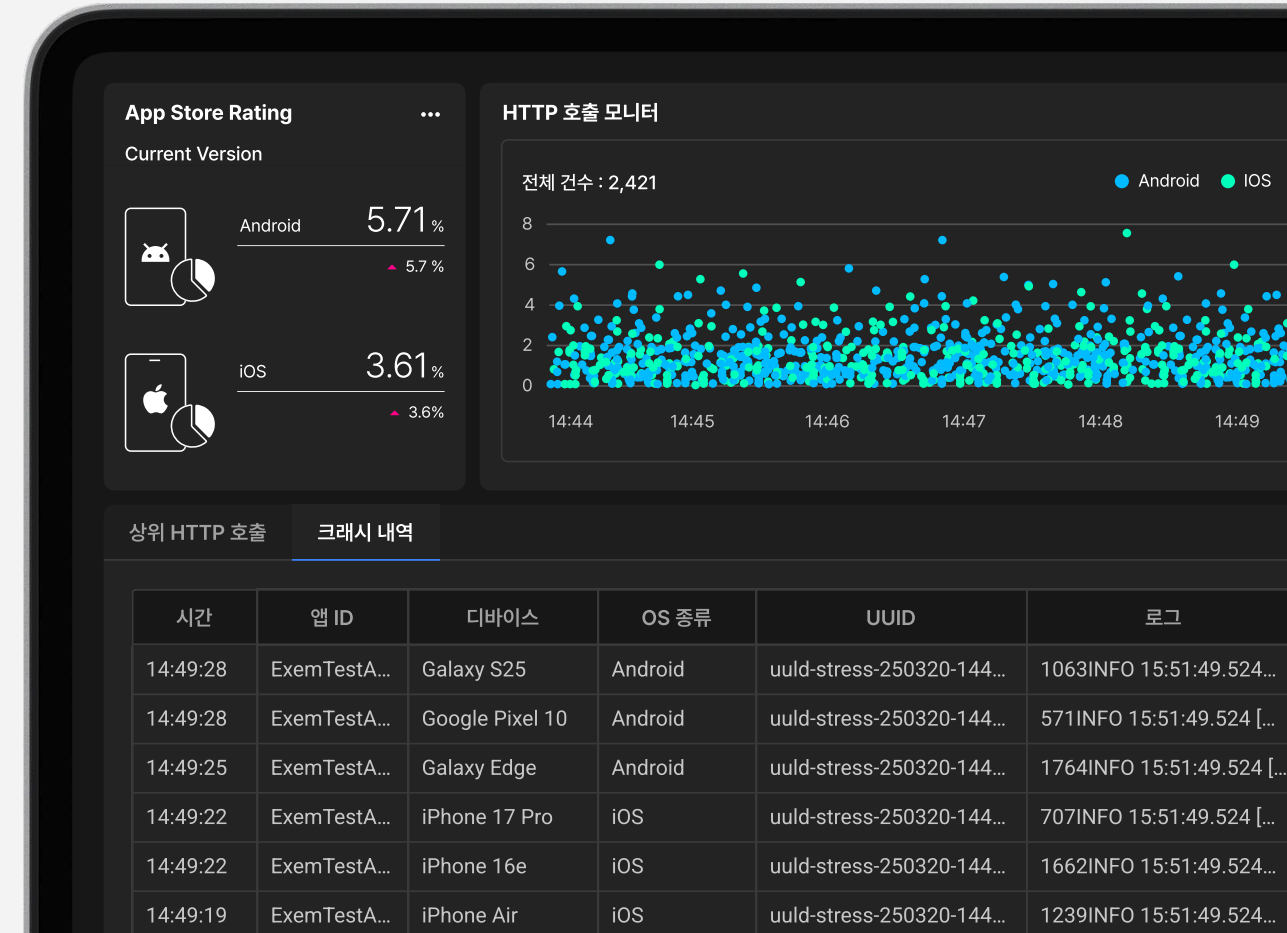 App Store Rating
Current Version
Android 5.71 %
5.7 %
iOS 3.61 %
3.6%
HTTP 호출 모니터
전체 건수 : 2,421
Android IOS
8
6
4
2
0
14:44 14:45 14:46 14:47 14:48 14:49
상위 HTTP 호출 크래시 내역
시간 앱 ID 디바이스 OS 종류 UUID 로그
14:49:28 ExemTestA... Galaxy S25 Android uuld-stress-250320-144... 1063INFO 15:51:49.524...
14:49:28 ExemTestA... Google Pixel 10 Android uuld-stress-250320-144... 571INFO 15:51:49.524 [...
14:49:25 ExemTestA... Galaxy Edge Android uuld-stress-250320-144... 1764INFO 15:51:49.524 [...
14:49:22 ExemTestA... iPhone 17 Pro iOS uuld-stress-250320-144... 707INFO 15:51:49.524 [...
14:49:22 ExemTestA... iPhone 16e iOS uuld-stress-250320-144... 1662INFO 15:51:49.524...
14:49:19 ExemTestA... iPhone Air iOS uuld-stress-250320-144... 1239INFO 15:51:49.524...